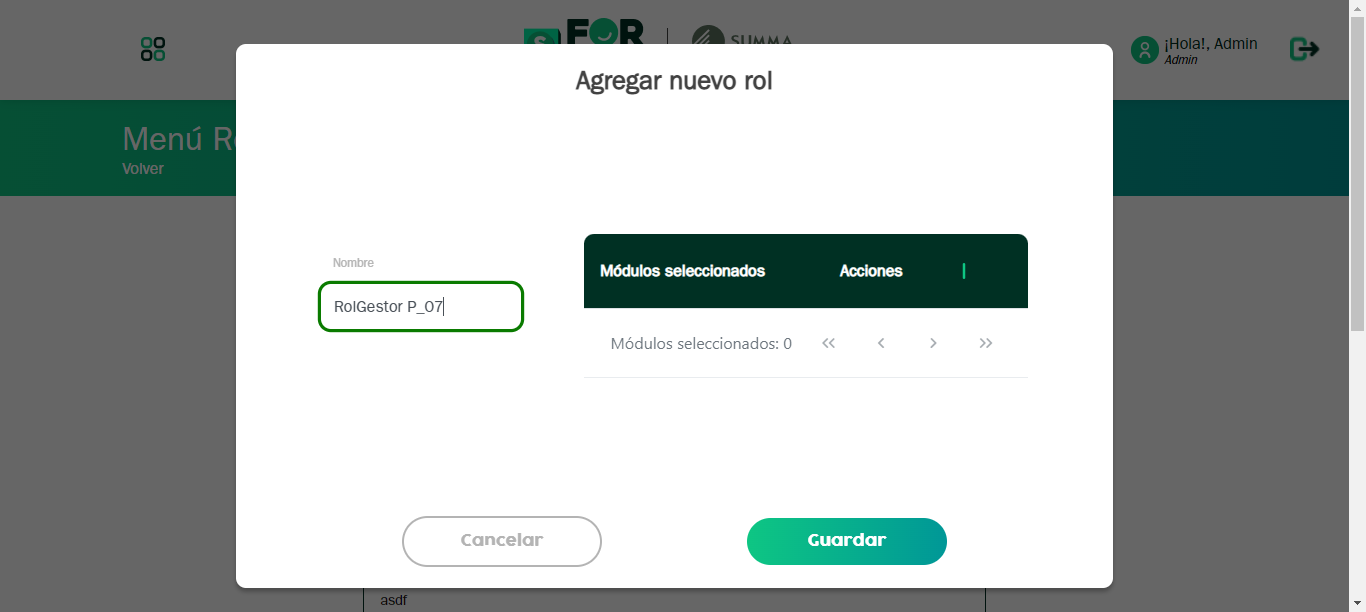 FOR
SUMMA
¡Hola!, Admin
Admin
Agregar nuevo rol
Menú R
Volver
Nombre
RolGestor P_07
Módulos seleccionados
Acciones
Módulos seleccionados: 0
Cancelar
Guardar
asdf